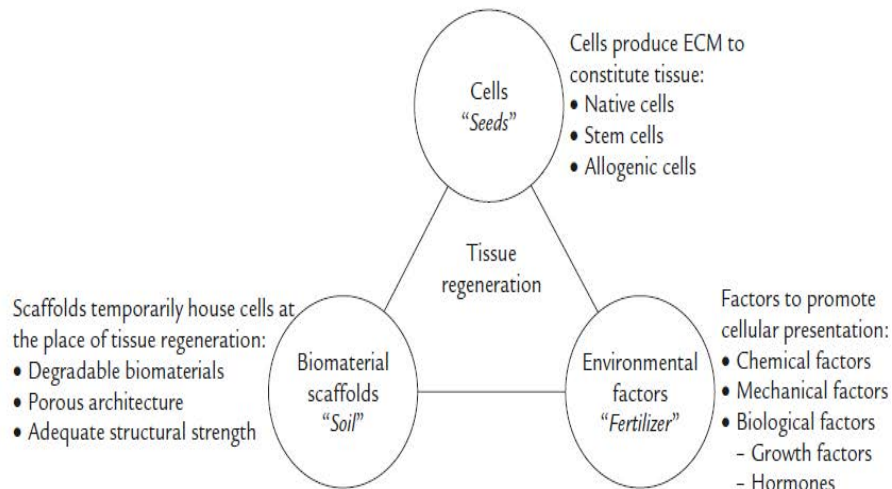 Cells
“Seeds”
Cells produce ECM to
constitute tissue:
• Native cells
• Stem cells
• Allogenic cells
Tissue
regeneration
Scaffolds temporarily house cells at
the place of tissue regeneration:
• Degradable biomaterials
• Porous architecture
• Adequate structural strength
Biomaterial
scaffolds
“Soil”
Environmental
factors
“Fertilizer”
Factors to promote
cellular presentation:
• Chemical factors
• Mechanical factors
• Biological factors
– Growth factors
– Hormones